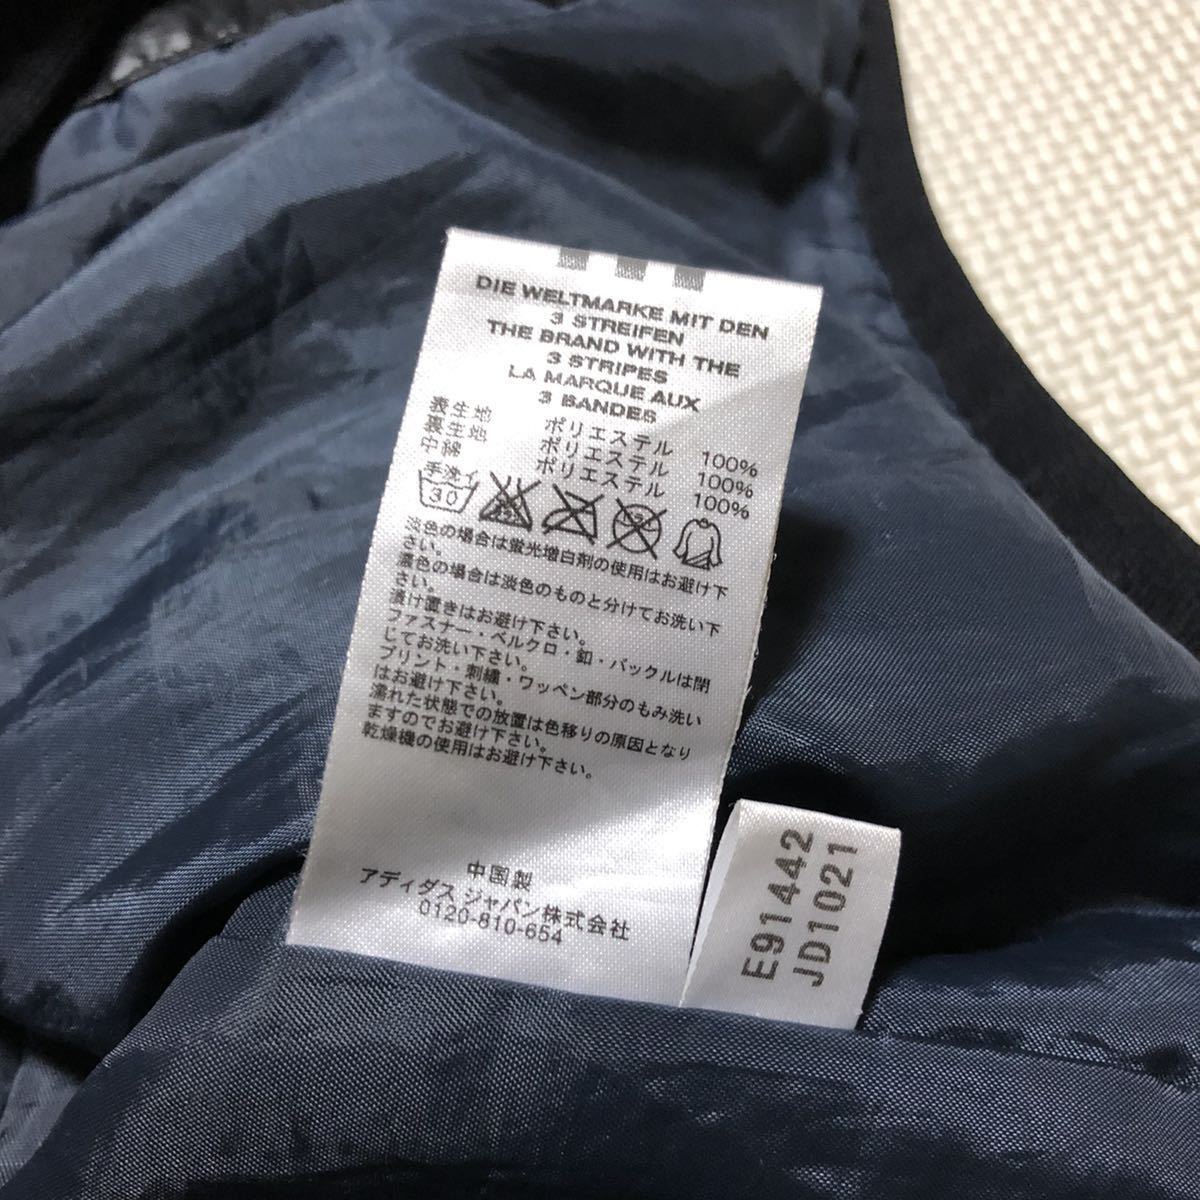 DIE WELTMARKE MIT DEN
3 STREIFEN
THE BRAND WITH THE
3 STRIPES
LA MARQUE AUX
3 BANDES
表生地 ポリエステル 100%
裏生地 ポリエステル 100%
中綿 ポリエステル 100%
手洗イ
30
淡色の場合は蛍光増白剤の使用はお避け下
さい。
濃色の場合は淡色のものと分けてお洗い下
さい。
漬け置きはお避け下さい。
ファスナー・ベルクロ・釦・バックルは閉
じてお洗い下さい。
プリント・刺繍・ワッペン部分のもみ洗い
はお避け下さい。
濡れた状態での放置は色移りの原因となり
ますのでお避け下さい。
乾燥機の使用はお避け下さい。
中国製
アディダス ジャパン株式会社
0120-810-654
E91442
JD1021